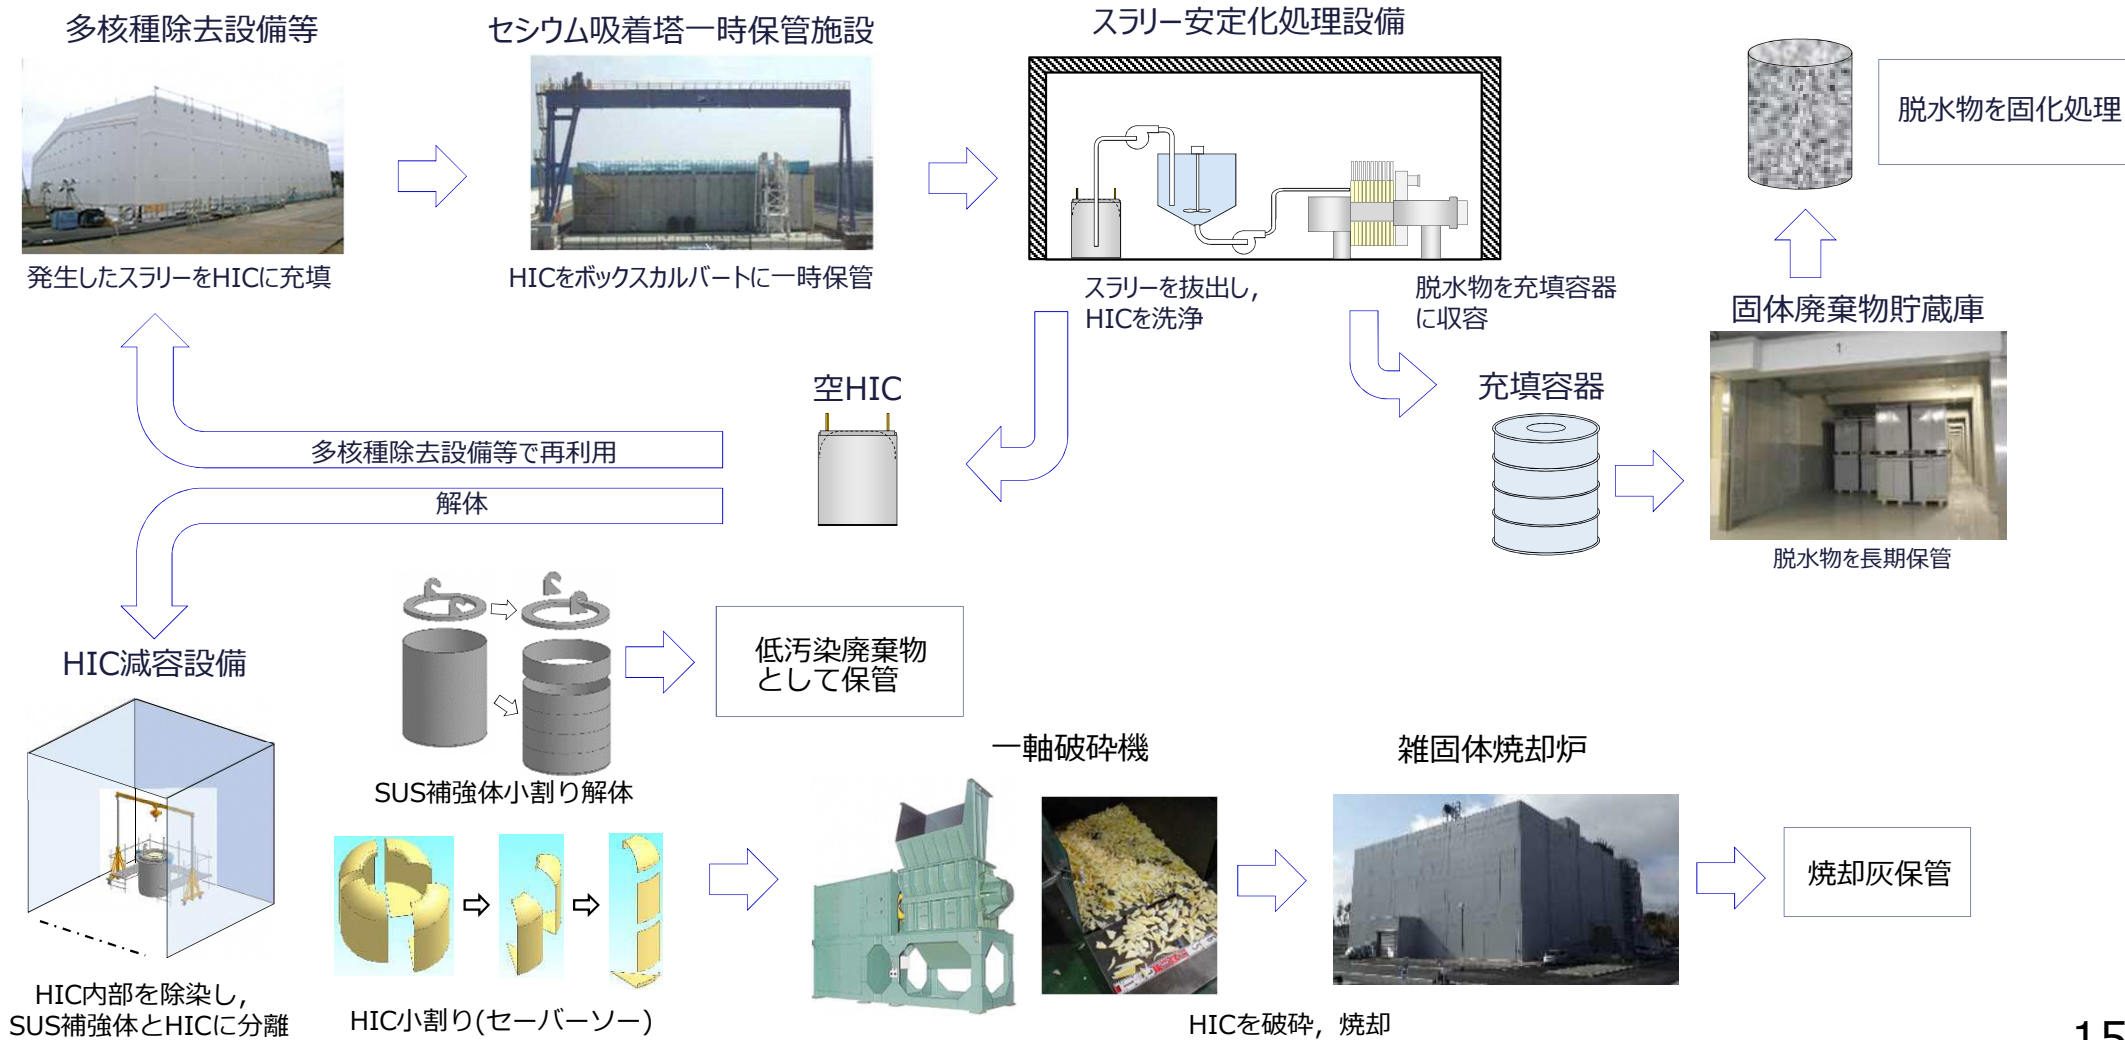 多核種除去設備等
セシウム吸着塔一時保管施設
スラリー安定化処理設備
脱水物を固化処理
発生したスラリーをHICに充填
HICをボックスカルバートに一時保管
スラリーを抜出し,
HICを洗浄
脱水物を充填容器
に収容
固体廃棄物貯蔵庫
1
空HIC
充填容器
多核種除去設備等で再利用
解体
脱水物を長期保管
HIC減容設備
低汚染廃棄物
として保管
SUS補強体小割り解体
一軸破砕機
雑固体焼却炉
焼却灰保管
HIC内部を除染し,
SUS補強体とHICに分離
HIC小割り(セーバーソー)
HICを破砕，焼却
15